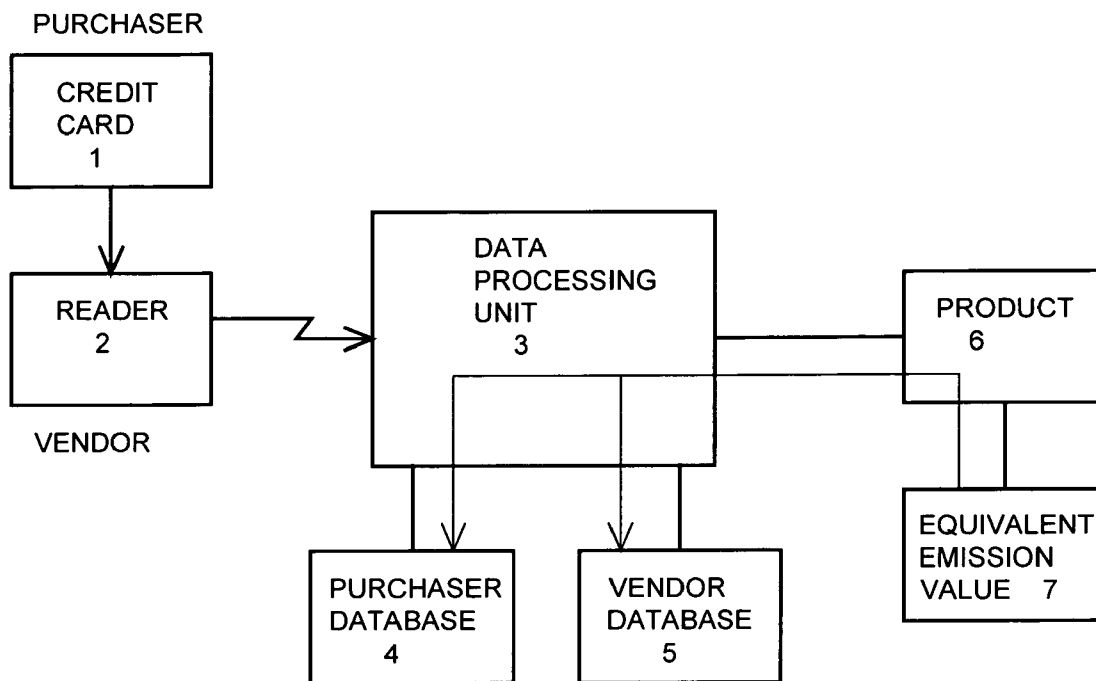 PURCHASER
CREDIT
CARD
1
READER
2
VENDOR
DATA
PROCESSING
UNIT
3
PRODUCT
6
PURCHASER
DATABASE
4
VENDOR
DATABASE
5
EQUIVALENT
EMISSION
VALUE 7